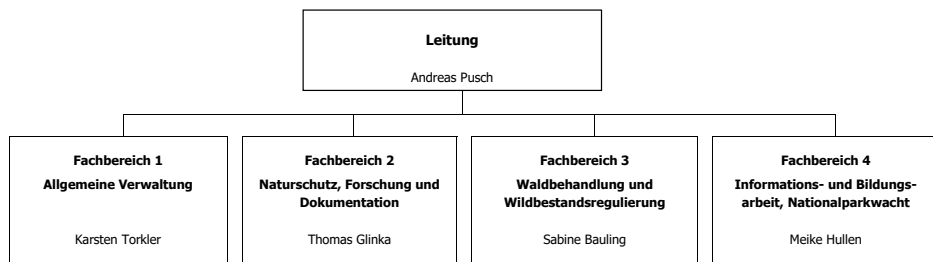 Leitung
Andreas Pusch
Fachbereich 1
Allgemeine Verwaltung
Karsten Torkler
Fachbereich 2
Naturschutz, Forschung und
Dokumentation
Thomas Glinka
Fachbereich 3
Waldbehandlung und
Wildbestandsregulierung
Sabine Bauling
Fachbereich 4
Informations- und Bildungs-
arbeit, Nationalparkwacht
Meike Hullen